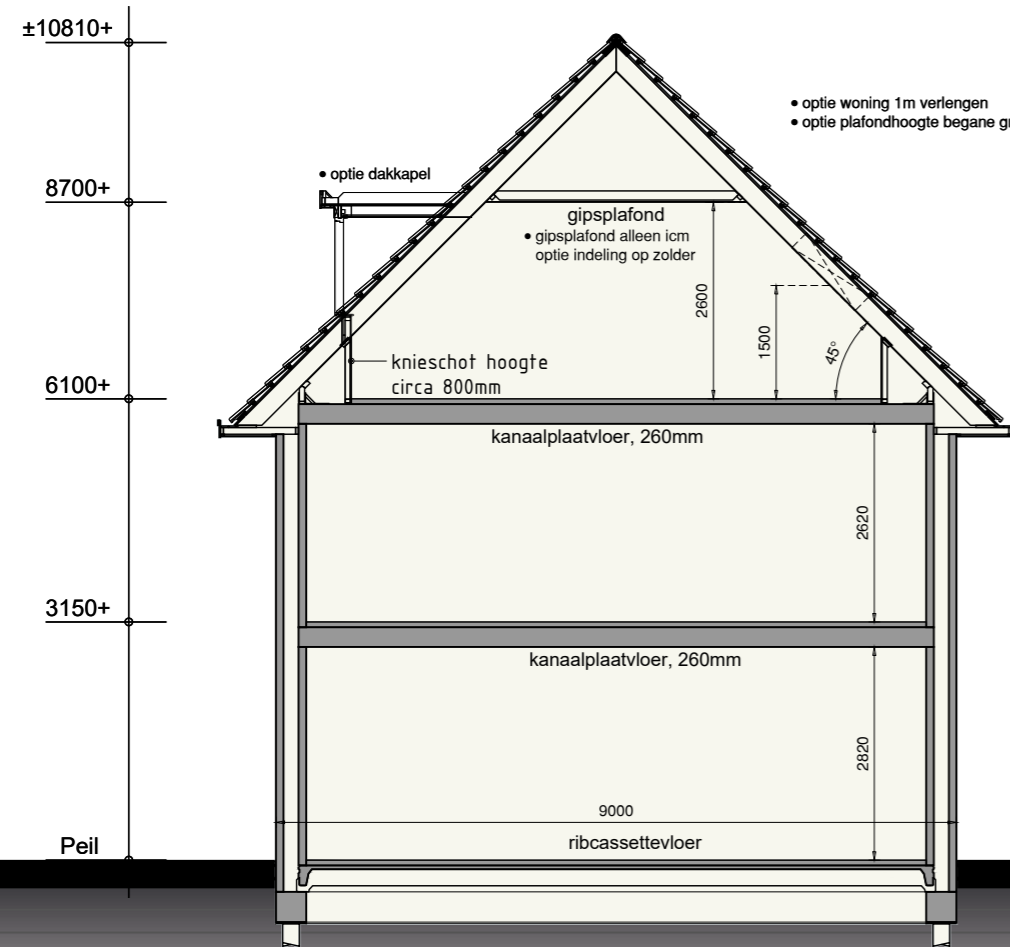 ±10810+
• optie woning 1m verlengen
• optie plafondhoogte begane
• optie dakkapel
8700+
gipsplafond
• gipsplafond alleen icm
optie indeling op zolder
2600
1500
45°
knieschot hoogte
circa 800mm
6100+
kanaalplaatvloer, 260mm
2620
3150+
kanaalplaatvloer, 260mm
2820
9000
ribcassettevloer
Peil